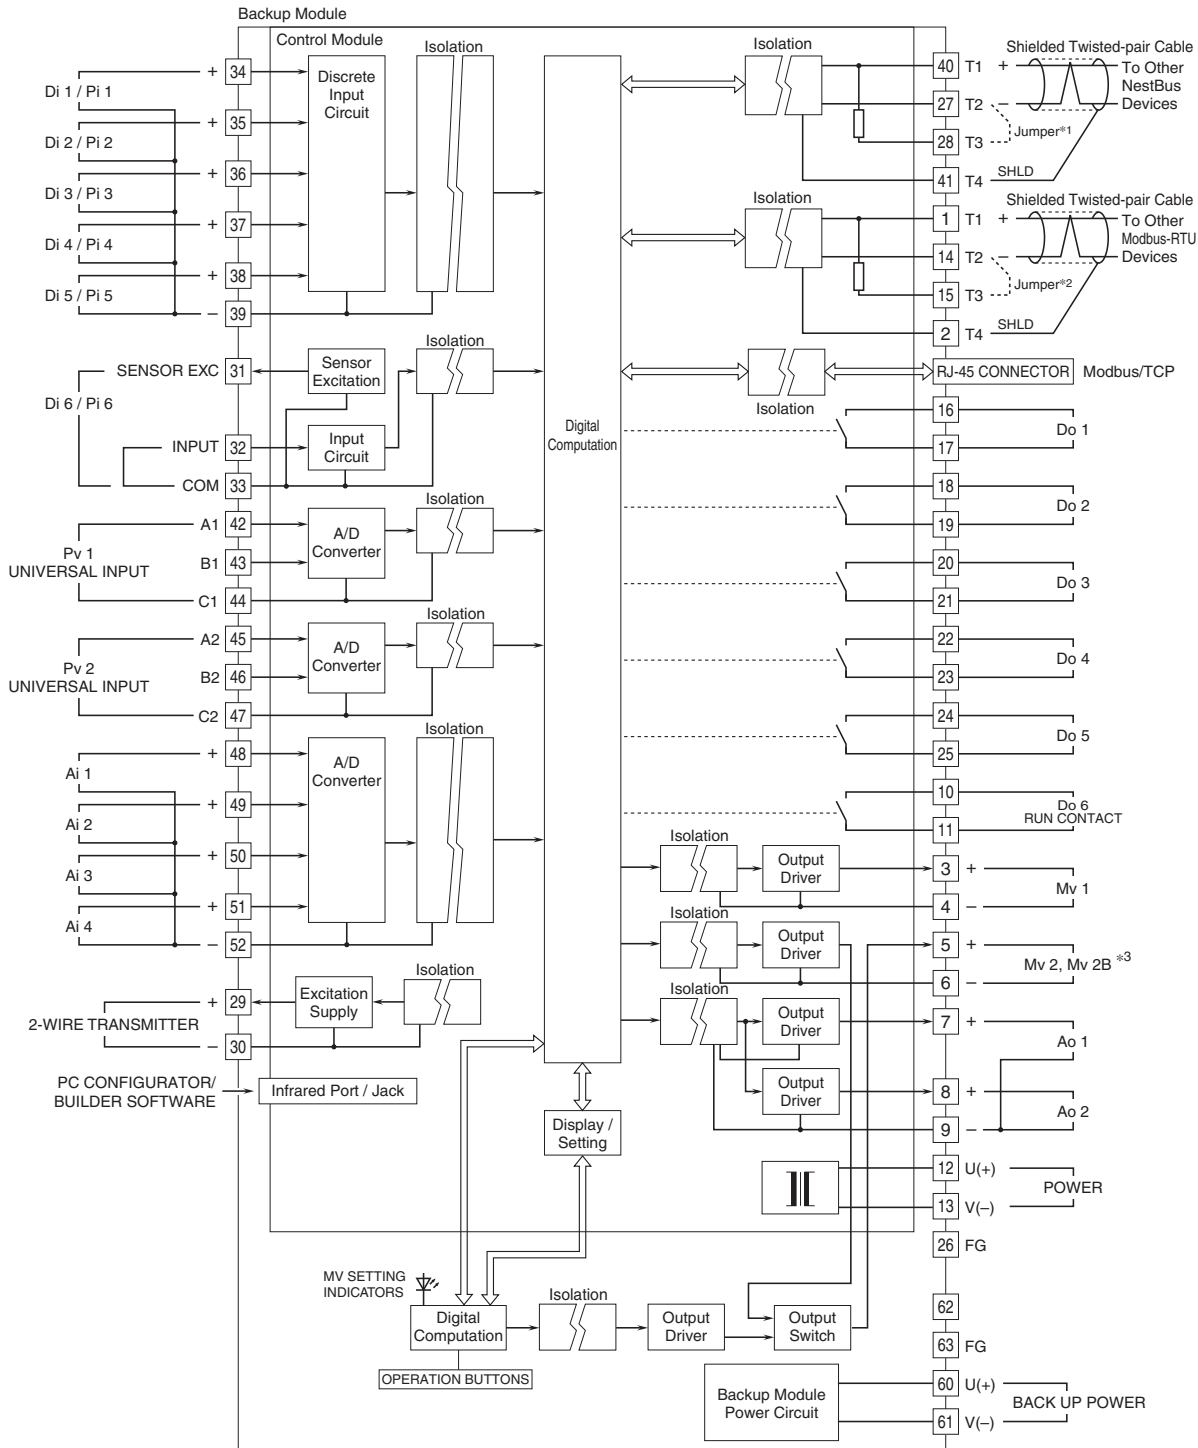 Backup Module
Control Module
Isolation
Discrete
Input
Circuit
Di 1 / Pi 1
Di 2 / Pi 2
Di 3 / Pi 3
Di 4 / Pi 4
Di 5 / Pi 5
+ 34
+ 35
+ 36
+ 37
+ 38
– 39
SENSOR EXC 31
Di 6 / Pi 6
INPUT 32
COM 33
Sensor
Excitation
Input
Circuit
Isolation
Pv 1
UNIVERSAL INPUT
A1 42
B1 43
C1 44
A/D
Converter
Isolation
Pv 2
UNIVERSAL INPUT
A2 45
B2 46
C2 47
A/D
Converter
Isolation
Ai 1
Ai 2
Ai 3
Ai 4
+ 48
+ 49
+ 50
+ 51
– 52
A/D
Converter
Isolation
2-WIRE TRANSMITTER
+ 29
– 30
Excitation
Supply
Isolation
PC CONFIGURATOR/
BUILDER SOFTWARE
Infrared Port / Jack
Digital
Computation
Display /
Setting
Isolation
40 T1 +
27 T2 –
28 T3
41 T4 SHLD
Jumper*1
Shielded Twisted-pair Cable
To Other
NestBus
Devices
Isolation
1 T1 +
14 T2 –
15 T3
2 T4 SHLD
Jumper*2
Shielded Twisted-pair Cable
To Other
Modbus-RTU
Devices
Isolation
RJ-45 CONNECTOR Modbus/TCP
16
17
Do 1
18
19
Do 2
20
21
Do 3
22
23
Do 4
24
25
Do 5
10
11
Do 6
RUN CONTACT
Isolation
Output
Driver
3 +
4 –
Mv 1
Isolation
Output
Driver
5 +
6 –
Mv 2, Mv 2B *3
Isolation
Output
Driver
7 +
Ao 1
Output
Driver
8 +
9 –
Ao 2
12 U(+)
13 V(–)
POWER
26 FG
62
63 FG
MV SETTING
INDICATORS
Digital
Computation
OPERATION BUTTONS
Isolation
Output
Driver
Output
Switch
Backup Module
Power Circuit
60 U(+)
61 V(–)
BACK UP POWER